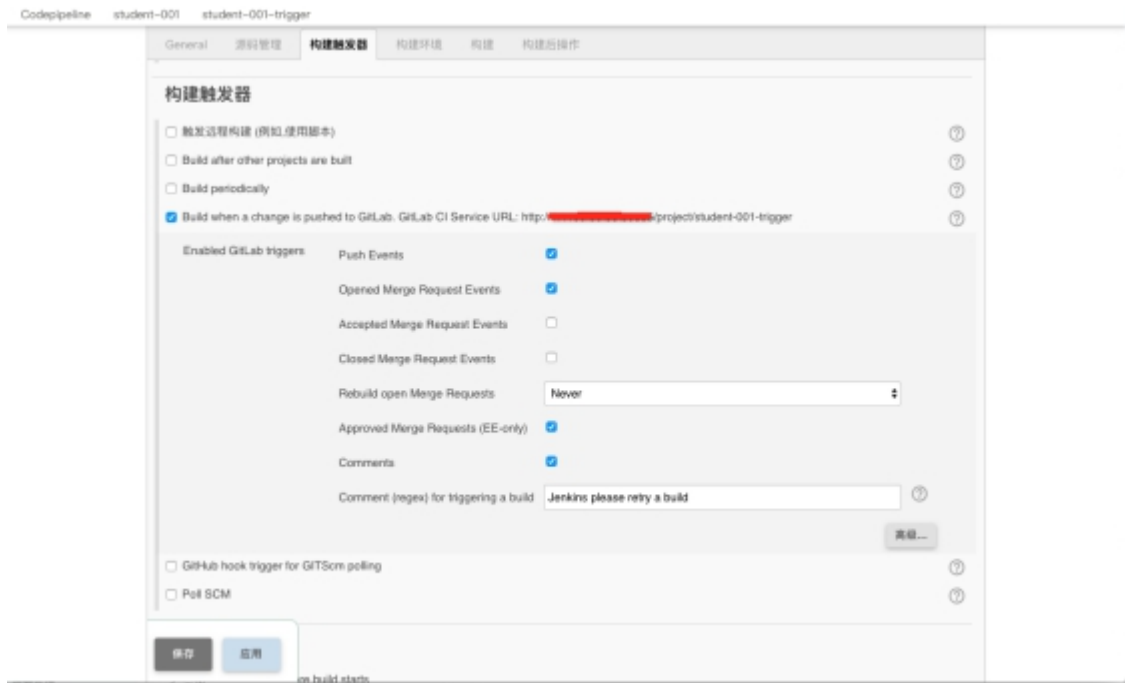 Codepipeline student-001 student-001-trigger
General 源码管理 构建触发器 构建环境 构建 构建后操作
构建触发器
触发远程构建 (例如,使用脚本)
Build after other projects are built
Build periodically
Build when a change is pushed to GitLab. GitLab CI Service URL: http:/ /project/student-001-trigger
Enabled GitLab triggers
Push Events
Opened Merge Request Events
Accepted Merge Request Events
Closed Merge Request Events
Rebuild open Merge Requests Never
Approved Merge Requests (EE-only)
Comments
Comment (regex) for triggering a build Jenkins please retry a build
高级...
GitHub hook trigger for GITScm polling
Poll SCM
保存 应用
build starts